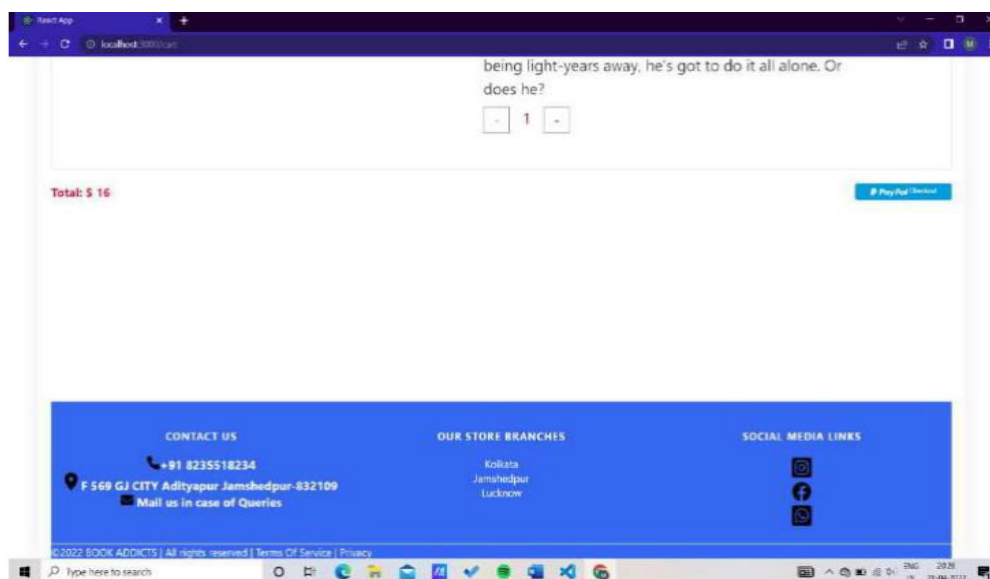 React App
localhost:3000/cart
being light-years away, he's got to do it all alone. Or
does he?
- 1
Total: $ 16
PayPal Checkout
CONTACT US
+91 8235518234
F 569 GJ CITY Adityapur Jamshedpur-832109
Mail us in case of Queries
OUR STORE BRANCHES
Kolkata
Jamshedpur
Lucknow
SOCIAL MEDIA LINKS
©2022 BOOK ADDICTS | All rights reserved | Terms Of Service | Privacy
Type here to search
ENG
IN